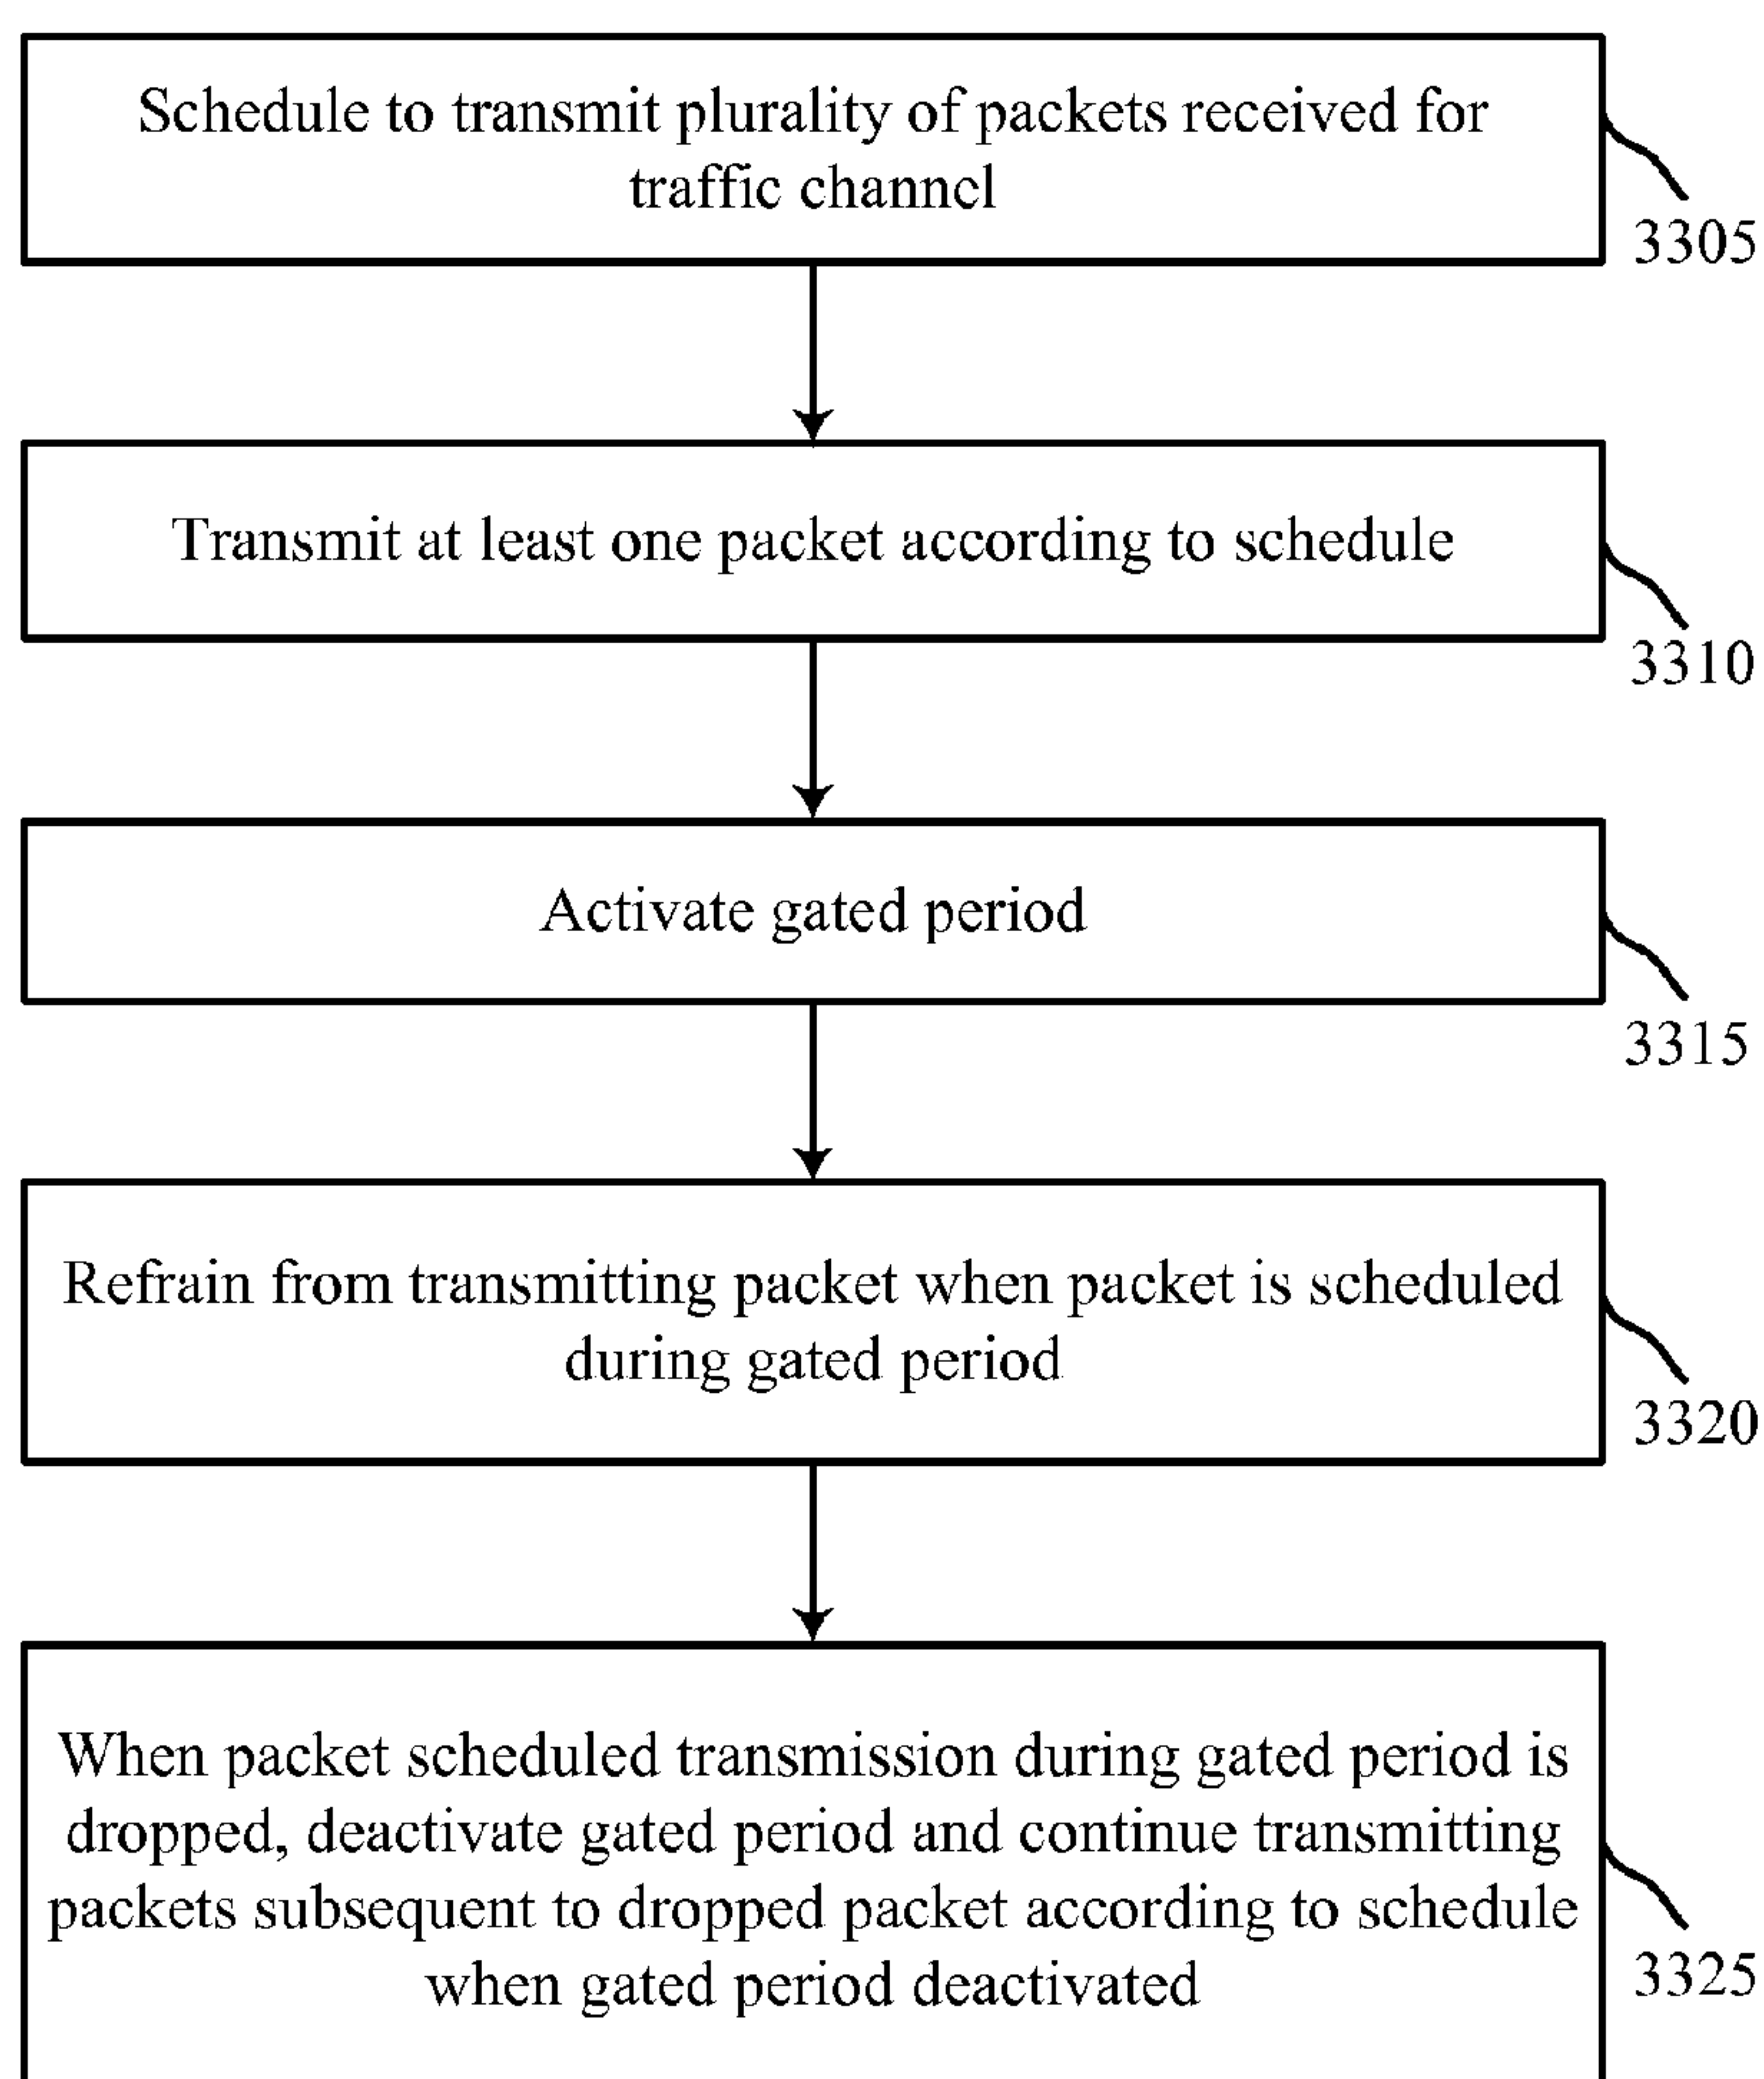 Schedule to transmit plurality of packets received for
traffic channel
3305
Transmit at least one packet according to schedule
3310
Activate gated period
3315
Refrain from transmitting packet when packet is scheduled
during gated period
3320
When packet scheduled transmission during gated period is
dropped, deactivate gated period and continue transmitting
packets subsequent to dropped packet according to schedule
when gated period deactivated
3325